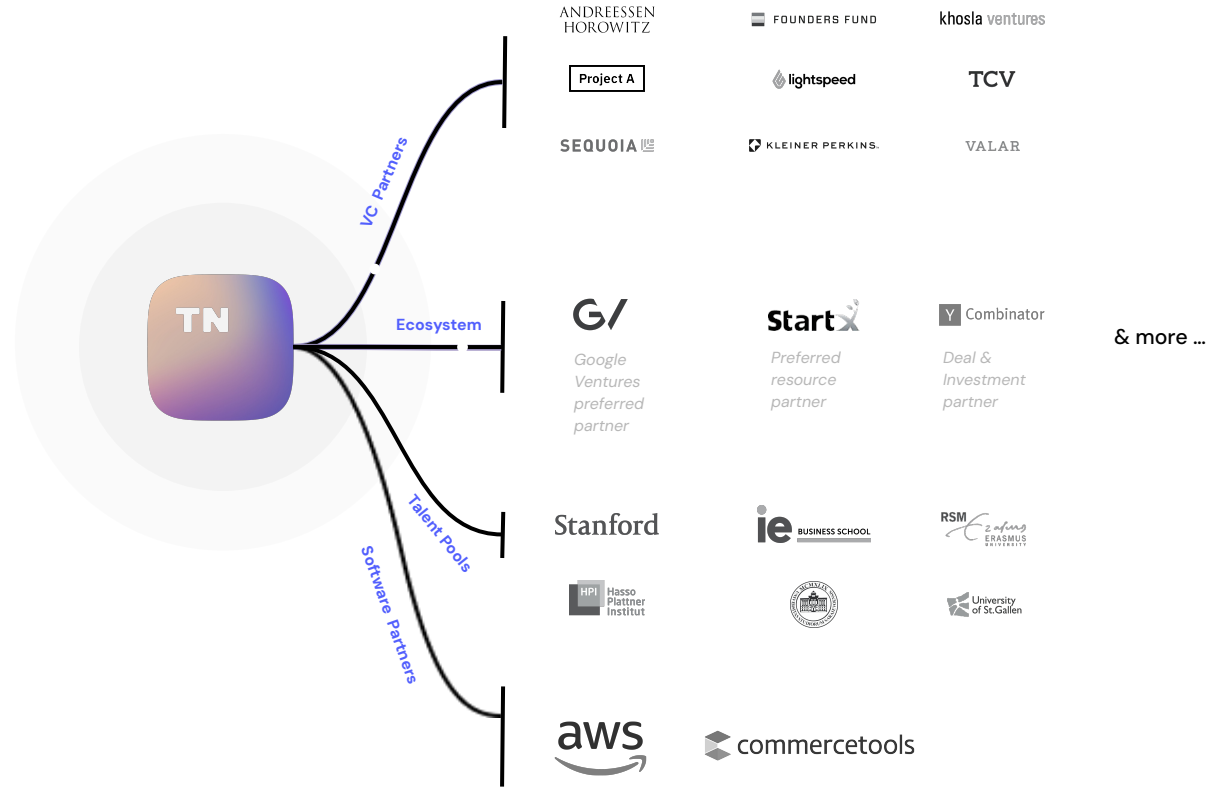 ANDREESSEN
HOROWITZ
FOUNDERS FUND
khosla ventures
Project A
lightspeed
TCV
SEQUOIA
KLEINER PERKINS.
VALAR
VC Partners
TN
Ecosystem
G/
StartX
Y Combinator
& more ...
Google
Ventures
preferred
partner
Preferred
resource
partner
Deal &
Investment
partner
Talent Pools
Stanford
ie BUSINESS SCHOOL
RSM
Erasmus
ERASMUS
UNIVERSITY
HPI Hasso
Plattner
Institut
University
of St.Gallen
Software Partners
aws
commercetools